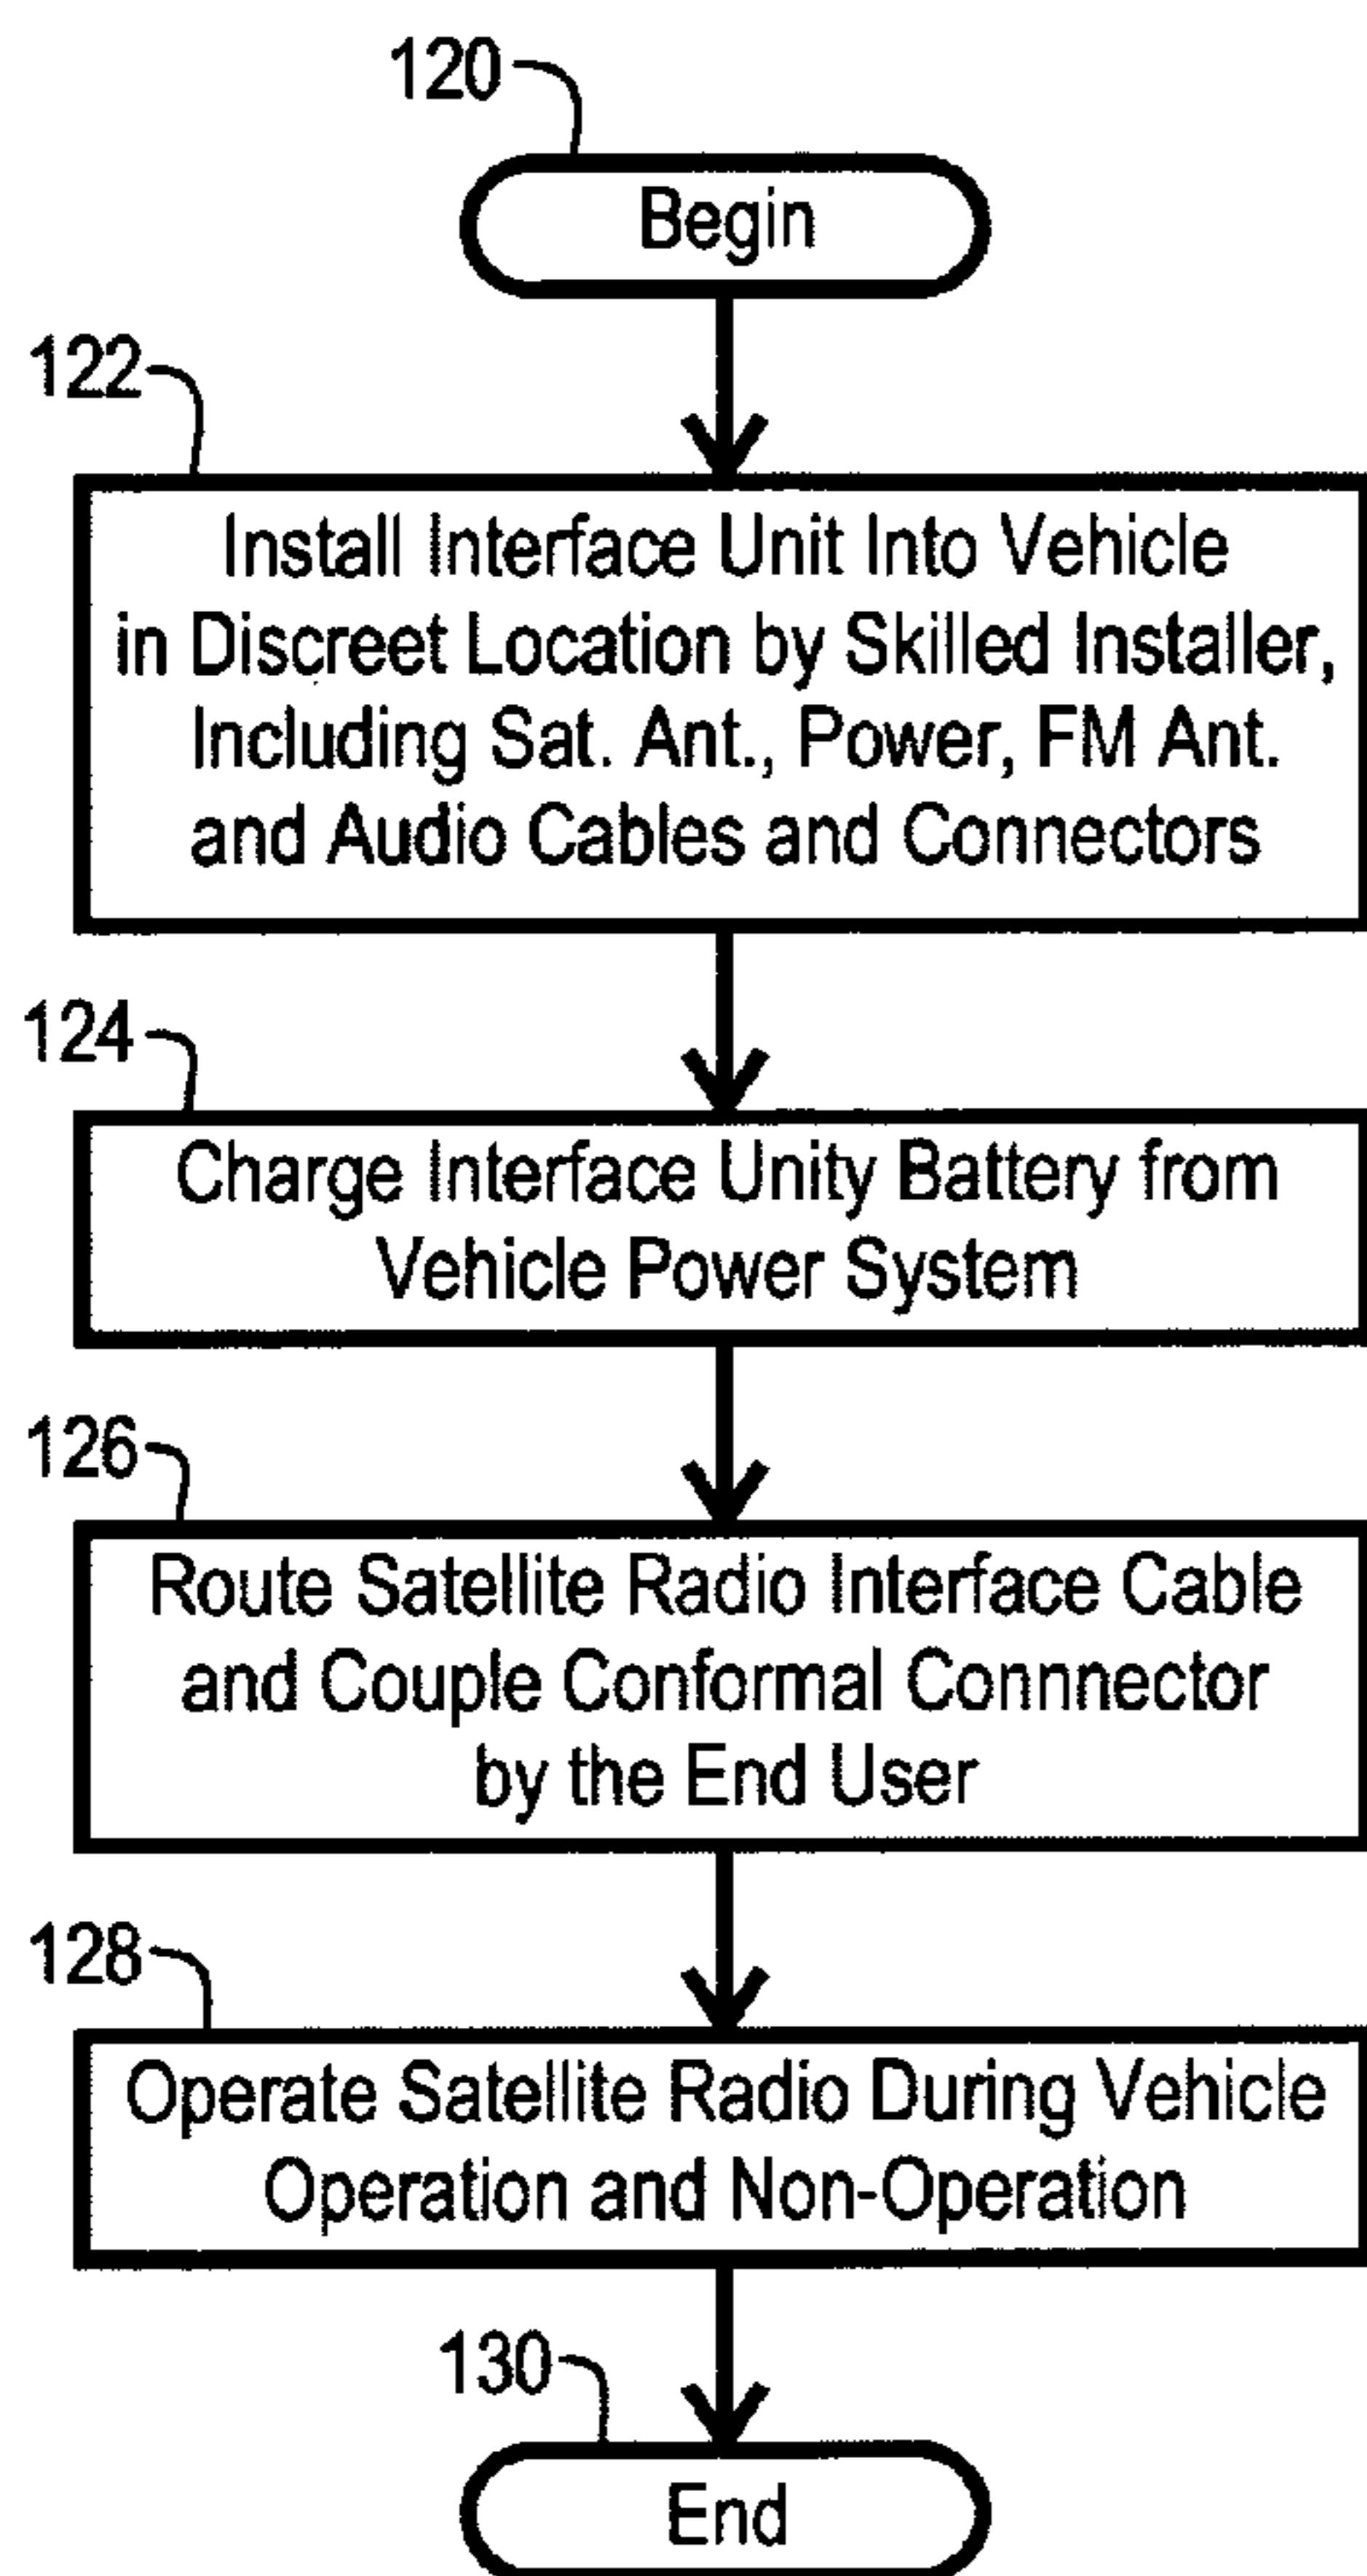 120
Begin
122
Install Interface Unit Into Vehicle
in Discreet Location by Skilled Installer,
Including Sat. Ant., Power, FM Ant.
and Audio Cables and Connectors
124
Charge Interface Unity Battery from
Vehicle Power System
126
Route Satellite Radio Interface Cable
and Couple Conformal Connnector
by the End User
128
Operate Satellite Radio During Vehicle
Operation and Non-Operation
130
End